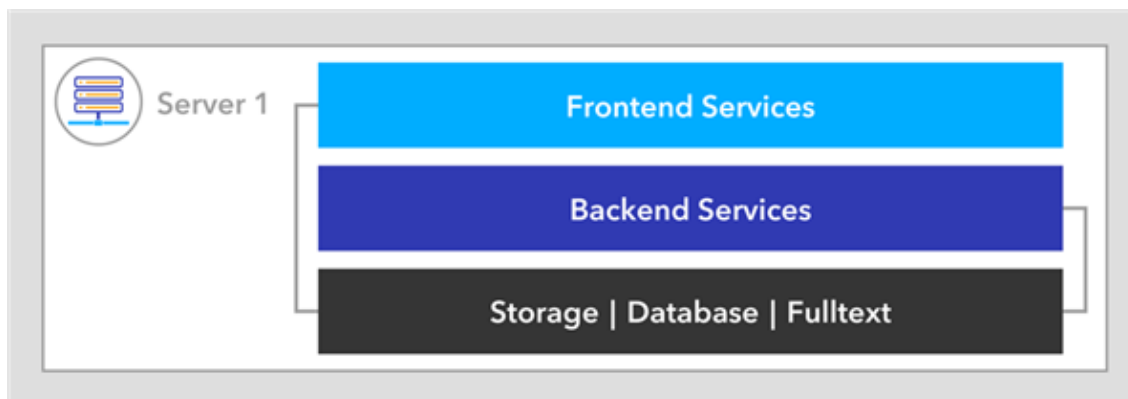 Server 1
Frontend Services
Backend Services
Storage | Database | Fulltext